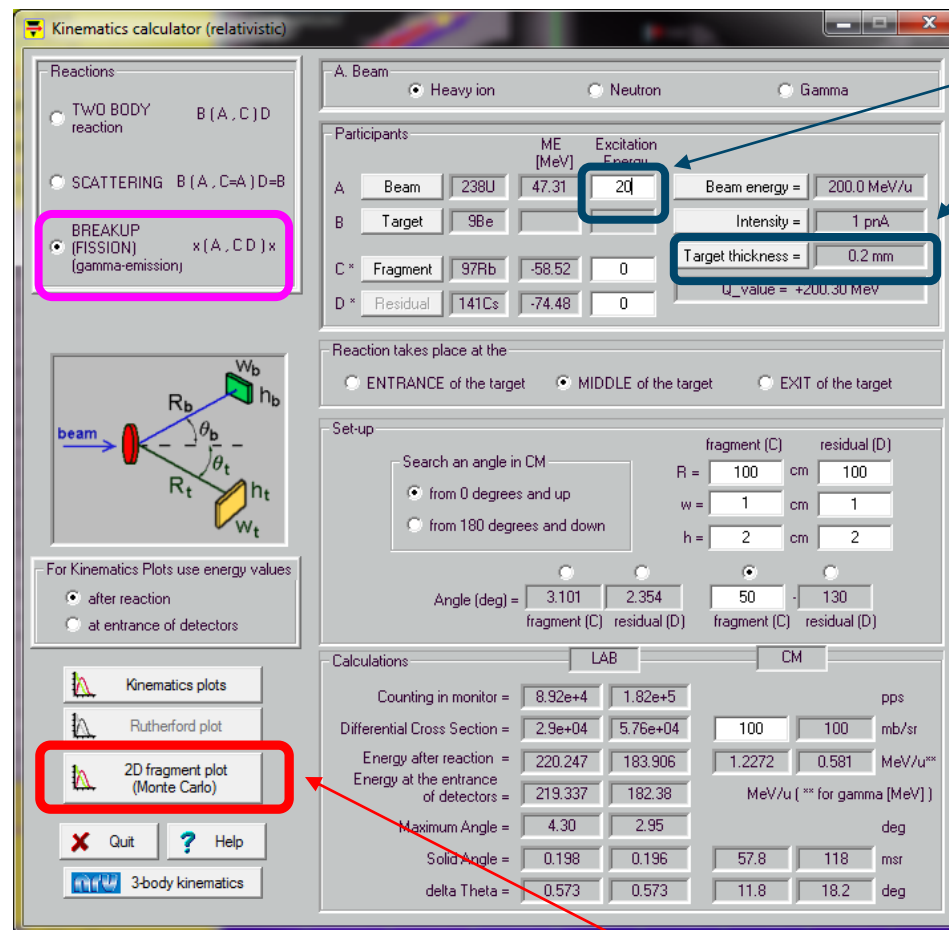 Kinematics calculator (relativistic)
Reactions
TWO BODY reaction B ( A , C ) D
SCATTERING B ( A , C=A ) D=B
BREAKUP (FISSION) (gamma-emission) x ( A , C D ) x
A. Beam
Heavy ion Neutron Gamma
Participants
ME [MeV] Excitation Energy
A Beam 238U 47.31 20 Beam energy = 200.0 MeV/u
B Target 9Be Intensity = 1 pnA
Target thickness = 0.2 mm
C * Fragment 97Rb -58.52 0
Q_value = +200.30 MeV
D * Residual 141Cs -74.48 0
Reaction takes place at the
ENTRANCE of the target MIDDLE of the target EXIT of the target
beam Rb θb Wb hb
Rt θt ht Wt
Set-up
Search an angle in CM
from 0 degrees and up
from 180 degrees and down
fragment (C) residual (D)
R = 100 cm 100
w = 1 cm 1
h = 2 cm 2
Angle (deg) = 3.101 2.354 50 - 130
fragment (C) residual (D) fragment (C) residual (D)
For Kinematics Plots use energy values
after reaction
at entrance of detectors
Kinematics plots
Rutherford plot
2D fragment plot
(Monte Carlo)
Quit Help
nrv 3-body kinematics
Calculations
LAB CM
Counting in monitor = 8.92e+4 1.82e+5 pps
Differential Cross Section = 2.9e+04 5.76e+04 100 100 mb/sr
Energy after reaction = 220.247 183.906 1.2272 0.581 MeV/u**
Energy at the entrance
of detectors = 219.337 182.38 MeV/u ( ** for gamma [MeV] )
Maximum Angle = 4.30 2.95 deg
Solid Angle = 0.198 0.196 57.8 118 msr
delta Theta = 0.573 0.573 11.8 18.2 deg